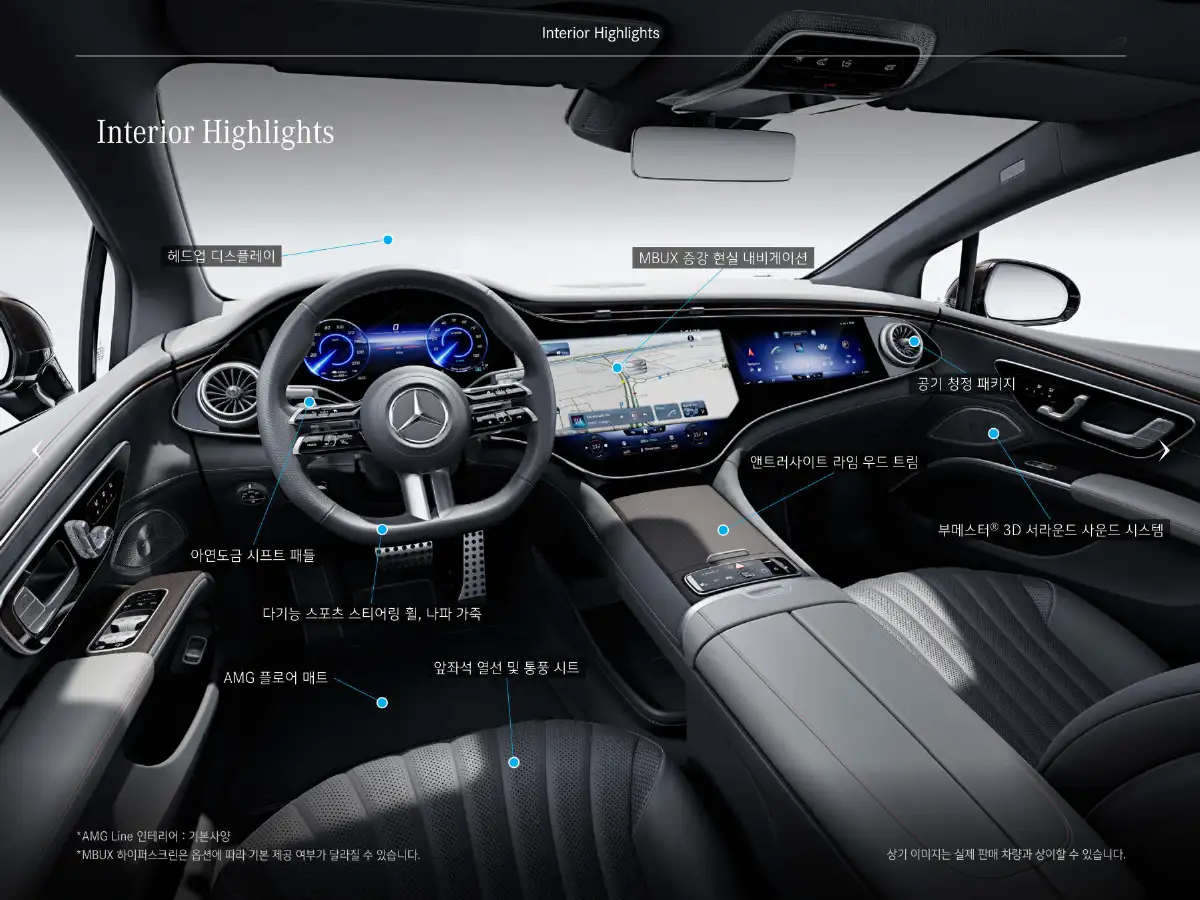 Interior Highlights
Interior Highlights
헤드업 디스플레이
MBUX 증강 현실 내비게이션
공기 청정 패키지
앤트러사이트 라임 우드 트림
부메스터® 3D 서라운드 사운드 시스템
아연도금 시프트 패들
다기능 스포츠 스티어링 휠, 나파 가죽
앞좌석 열선 및 통풍 시트
AMG 플로어 매트
*AMG Line 인테리어 : 기본사양
*MBUX 하이퍼스크린은 옵션에 따라 기본 제공 여부가 달라질 수 있습니다.
상기 이미지는 실제 판매 차량과 상이할 수 있습니다.